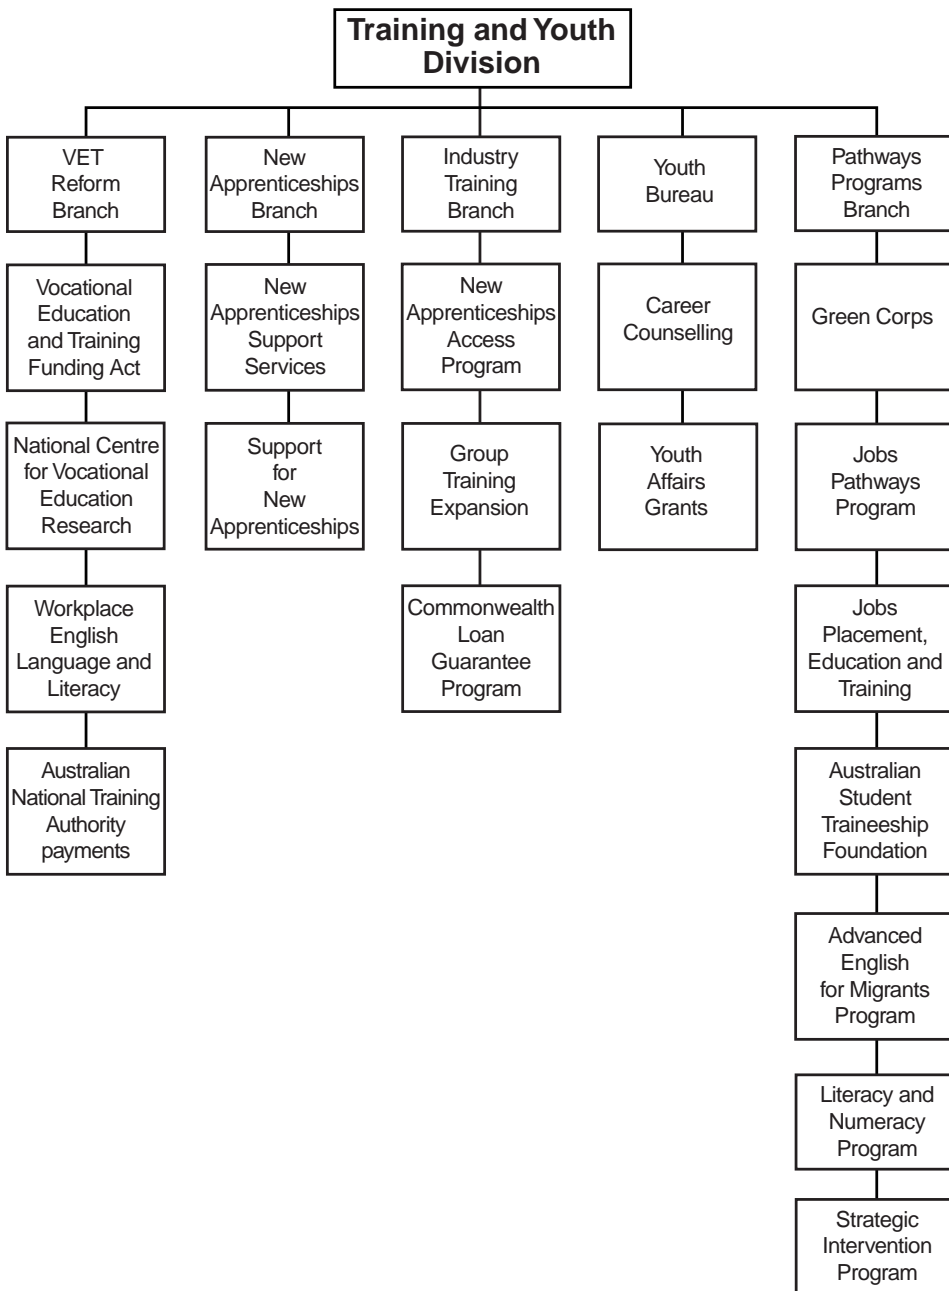 Training and Youth
Division
VET
Reform
Branch
New
Apprenticeships
Branch
Industry
Training
Branch
Youth
Bureau
Pathways
Programs
Branch
Vocational
Education
and Training
Funding Act
New
Apprenticeships
Support
Services
New
Apprenticeships
Access
Program
Career
Counselling
Green Corps
National Centre
for Vocational
Education
Research
Support
for
New
Apprenticeships
Group
Training
Expansion
Youth
Affairs
Grants
Jobs
Pathways
Program
Workplace
English
Language and
Literacy
Commonwealth
Loan
Guarantee
Program
Jobs
Placement,
Education and
Training
Australian
National Training
Authority
payments
Australian
Student
Traineeship
Foundation
Advanced
English
for Migrants
Program
Literacy and
Numeracy
Program
Strategic
Intervention
Program